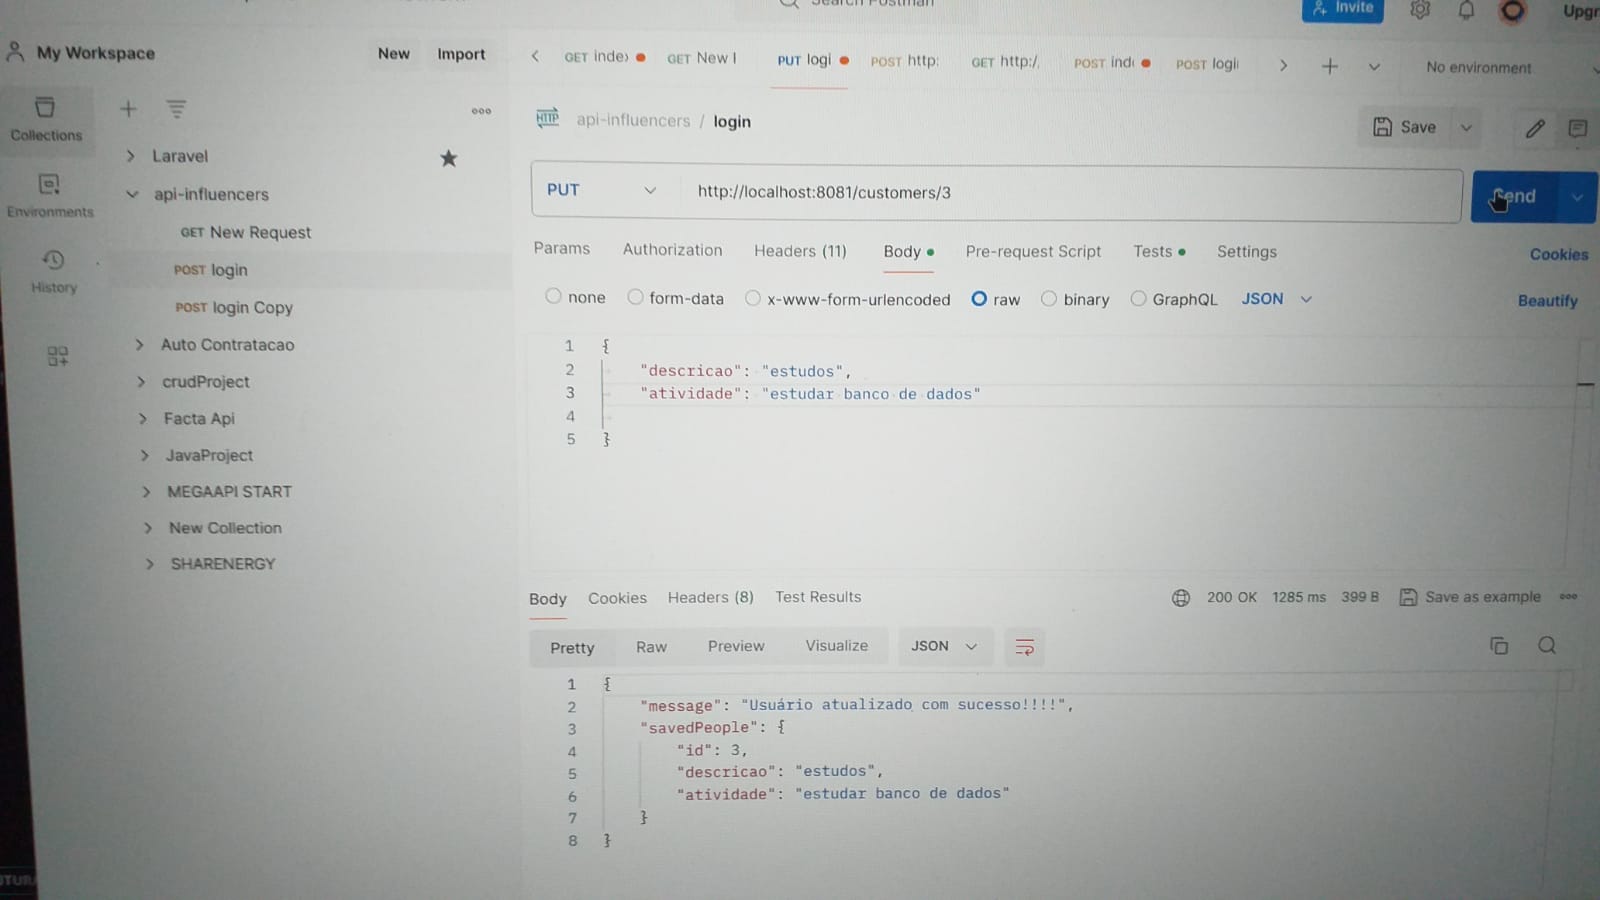 Search Postman
Invite
Upgr
My Workspace
New
Import
GET index
GET New I
PUT logi
POST http:
GET http:/.
POST ind
POST logi
No environment
Collections
Environments
History
Laravel
api-influencers
GET New Request
POST login
POST login Copy
Auto Contratacao
crudProject
Facta Api
JavaProject
MEGAAPI START
New Collection
SHARENERGY
HTTP
api-influencers / login
Save
PUT
http://localhost:8081/customers/3
Send
Params
Authorization
Headers (11)
Body
Pre-request Script
Tests
Settings
Cookies
none
form-data
x-www-form-urlencoded
raw
binary
GraphQL
JSON
Beautify
1 {
2 "descricao": "estudos",
3 "atividade": "estudar banco de dados"
4
5 }
Body
Cookies
Headers (8)
Test Results
200 OK
1285 ms
399 B
Save as example
Pretty
Raw
Preview
Visualize
JSON
1 {
2 "message": "Usuário atualizado com sucesso!!!!",
3 "savedPeople": {
4 "id": 3,
5 "descricao": "estudos",
6 "atividade": "estudar banco de dados"
7 }
8 }